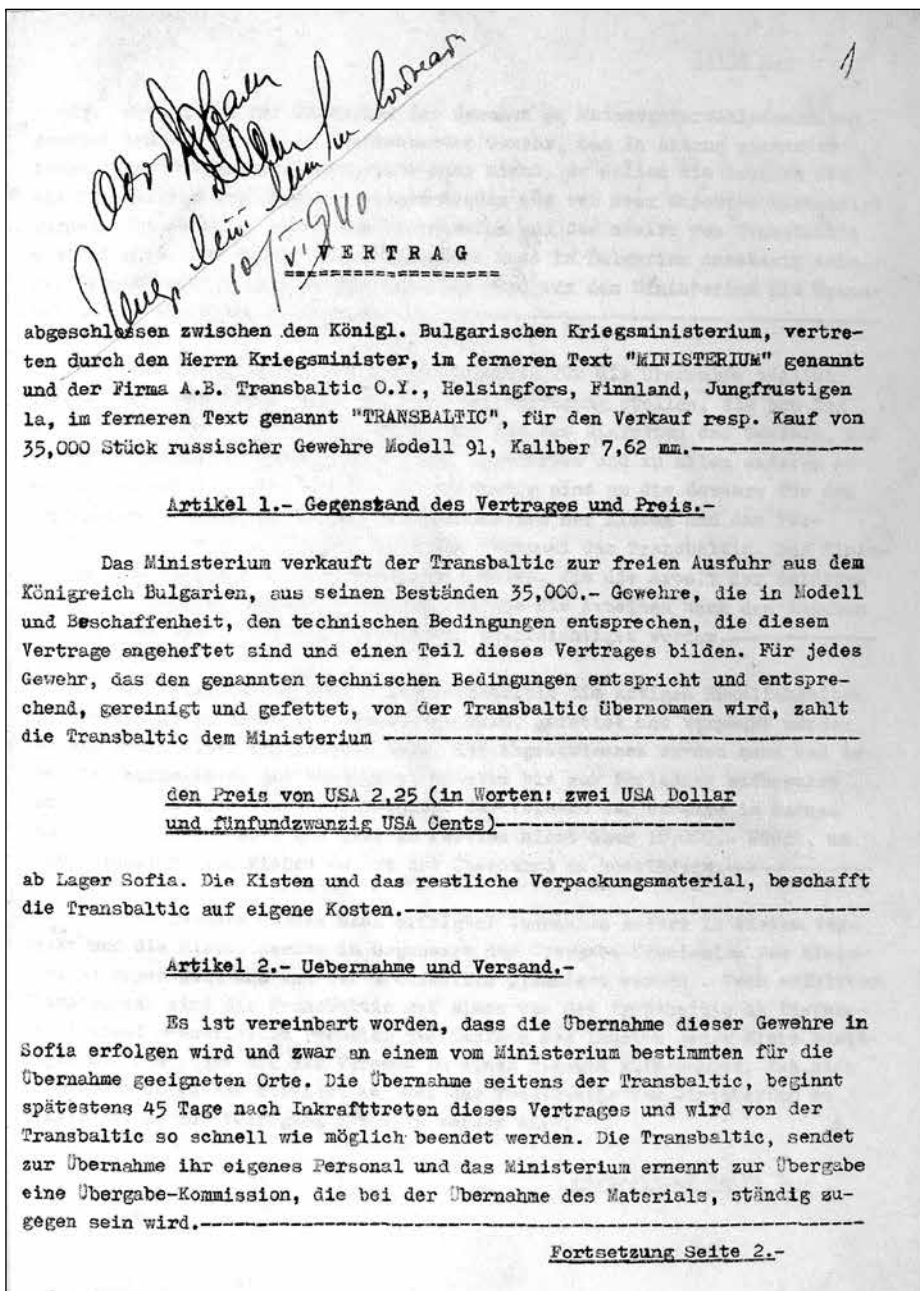 1
10/VI 940
VERTRAG
===================
abgeschlossen zwischen dem Königl. Bulgarischen Kriegsministerium, vertre-
ten durch den Herrn Kriegsminister, im ferneren Text "MINISTERIUM" genannt
und der Firma A.B. Transbaltic O.Y., Helsingfors, Finnland, Jungfrustigen
1a, im ferneren Text genannt "TRANSBALTIC", für den Verkauf resp. Kauf von
35,000 Stück russischer Gewehre Modell 91, Kaliber 7,62 mm.---------------
Artikel 1.- Gegenstand des Vertrages und Preis.-
Das Ministerium verkauft der Transbaltic zur freien Ausfuhr aus dem
Königreich Bulgarien, aus seinen Beständen 35,000.- Gewehre, die in Modell
und Beschaffenheit, den technischen Bedingungen entsprechen, die diesem
Vertrage angeheftet sind und einen Teil dieses Vertrages bilden. Für jedes
Gewehr, das den genannten technischen Bedingungen entspricht und entspre-
chend, gereinigt und gefettet, von der Transbaltic übernommen wird, zahlt
die Transbaltic dem Ministerium ----------------------------------------
den Preis von USA 2,25 (in Worten: zwei USA Dollar
und fünfundzwanzig USA Cents)---------------------
ab Lager Sofia. Die Kisten und das restliche Verpackungsmaterial, beschafft
die Transbaltic auf eigene Kosten.--------------------------------------
Artikel 2.- Uebernahme und Versand.-
Es ist vereinbart worden, dass die Übernahme dieser Gewehre in
Sofia erfolgen wird und zwar an einem vom Ministerium bestimmten für die
Übernahme geeigneten Orte. Die Übernahme seitens der Transbaltic, beginnt
spätestens 45 Tage nach Inkrafttreten dieses Vertrages und wird von der
Transbaltic so schnell wie möglich beendet werden. Die Transbaltic, sendet
zur Übernahme ihr eigenes Personal und das Ministerium ernennt zur Übergabe
eine Übergabe-Kommission, die bei der Übernahme des Materials, ständig zu-
gegen sein wird.--------------------------------------------------------
Fortsetzung Seite 2.-